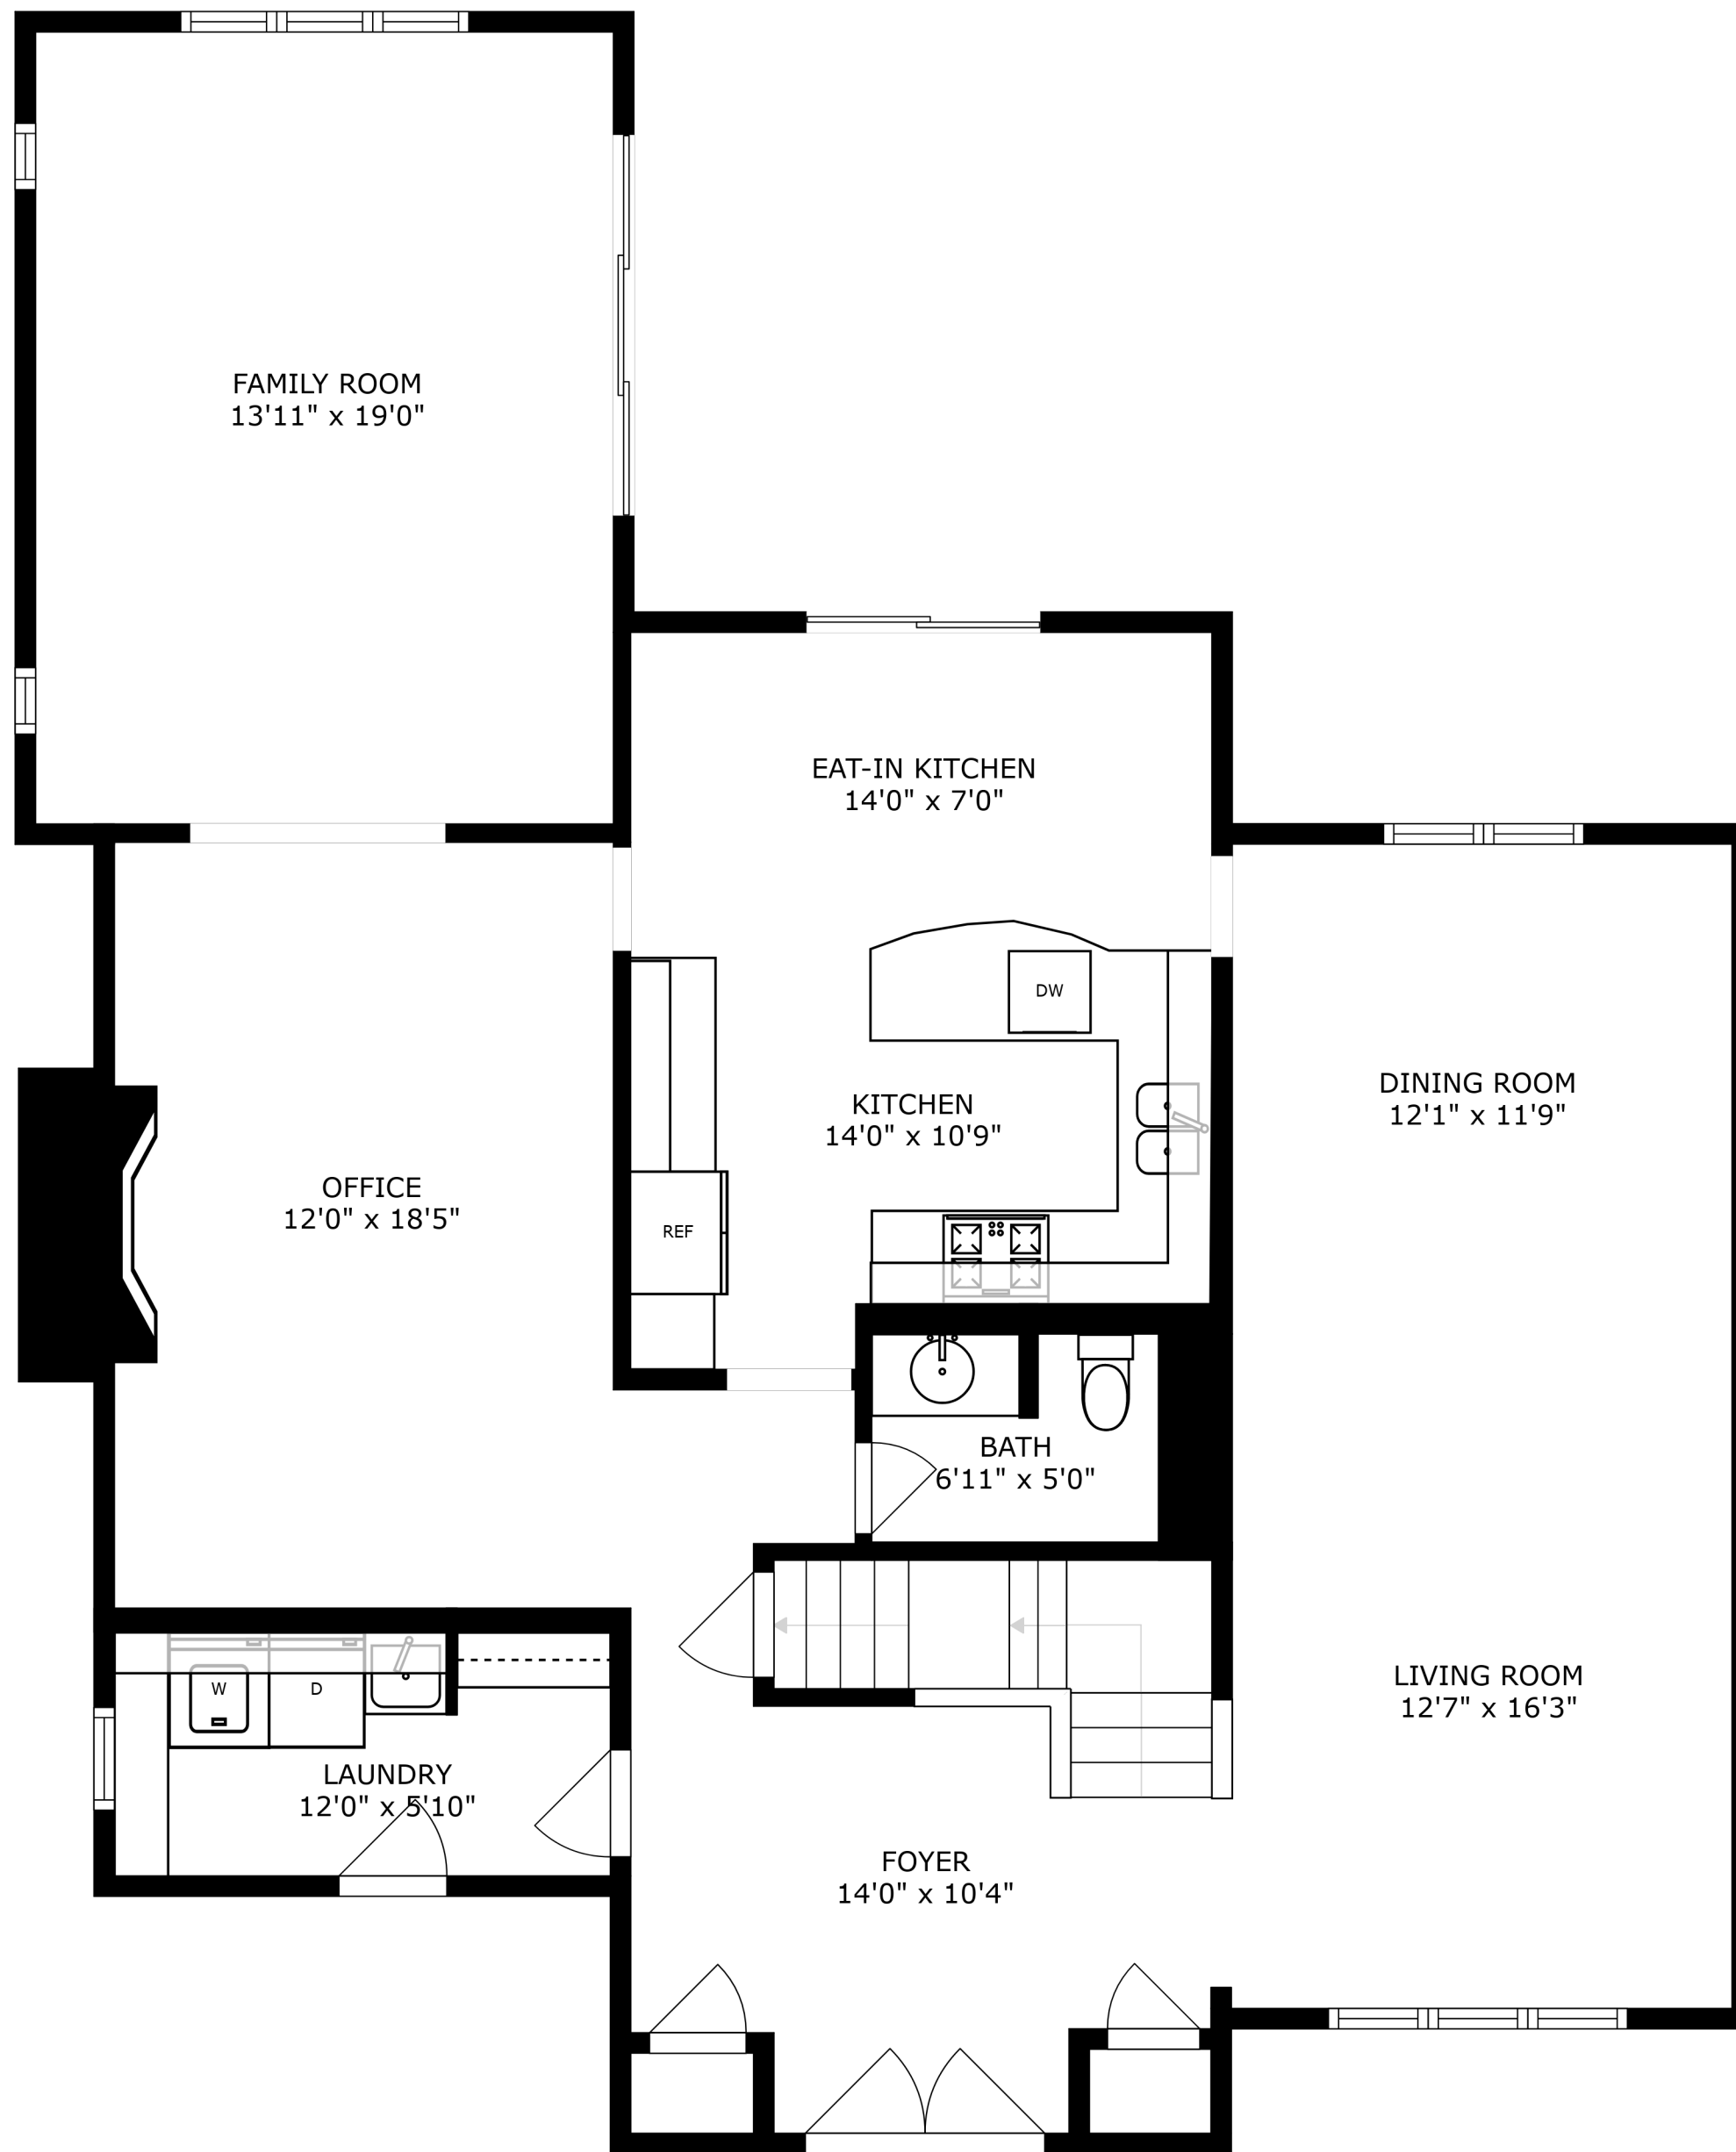 FAMILY ROOM
13'11" x 19'0"
EAT-IN KITCHEN
14'0" x 7'0"
DW
DINING ROOM
12'1" x 11'9"
KITCHEN
14'0" x 10'9"
OFFICE
12'0" x 18'5"
REF
BATH
6'11" x 5'0"
W
D
LIVING ROOM
12'7" x 16'3"
LAUNDRY
12'0" x 5'10"
FOYER
14'0" x 10'4"